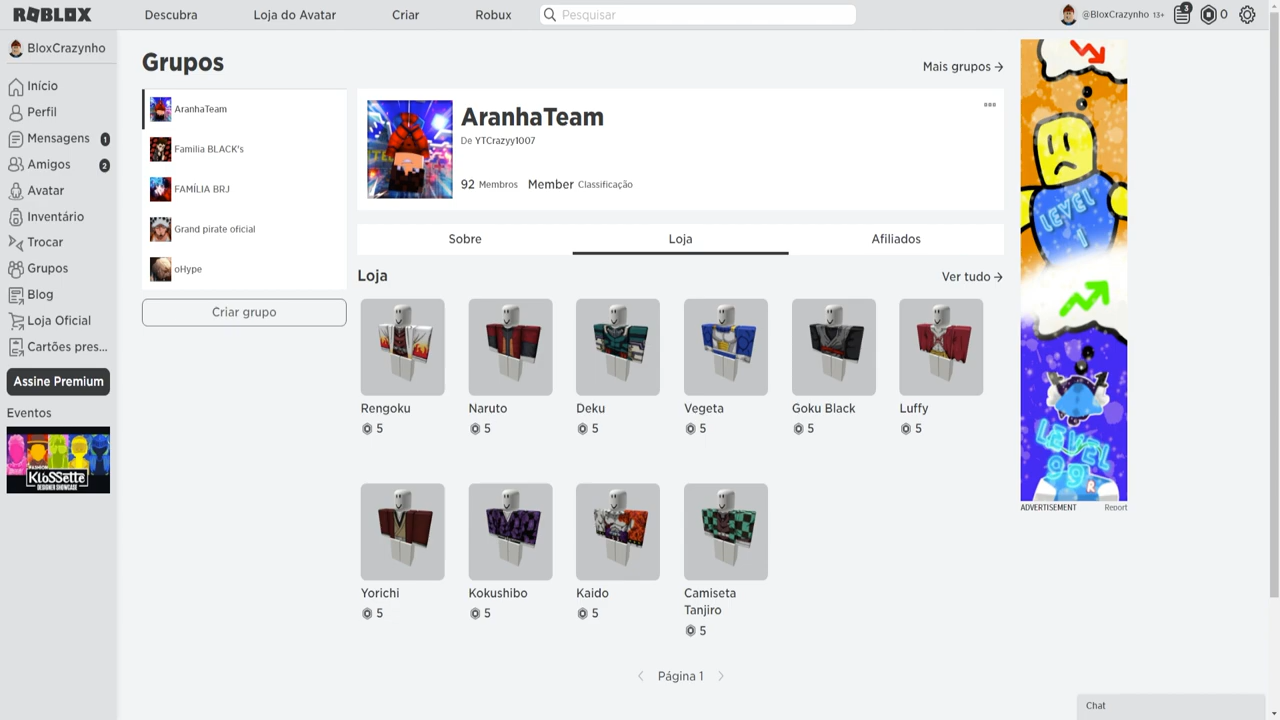 ROBLOX
Descubra
Loja do Avatar
Criar
Robux
Pesquisar
@BloxCrazynho 13+
3
0
BloxCrazynho
Início
Perfil
Mensagens 1
Amigos 2
Avatar
Inventário
Trocar
Grupos
Blog
Loja Oficial
Cartões pres...
Assine Premium
Eventos
FASHION
KLOSSETTE
DESIGNER SHOWCASE
Grupos
Mais grupos
AranhaTeam
Familia BLACK's
FAMÍLIA BRJ
Grand pirate oficial
oHype
Criar grupo
AranhaTeam
De YTCrazyy1007
92 Membros Member Classificação
Sobre
Loja
Afiliados
Loja
Ver tudo
Rengoku
5
Naruto
5
Deku
5
Vegeta
5
Goku Black
5
Luffy
5
Yorichi
5
Kokushibo
5
Kaido
5
Camiseta
Tanjiro
5
Página 1
LEVEL
1
LEVEL
99
R
ADVERTISEMENT
Report
Chat